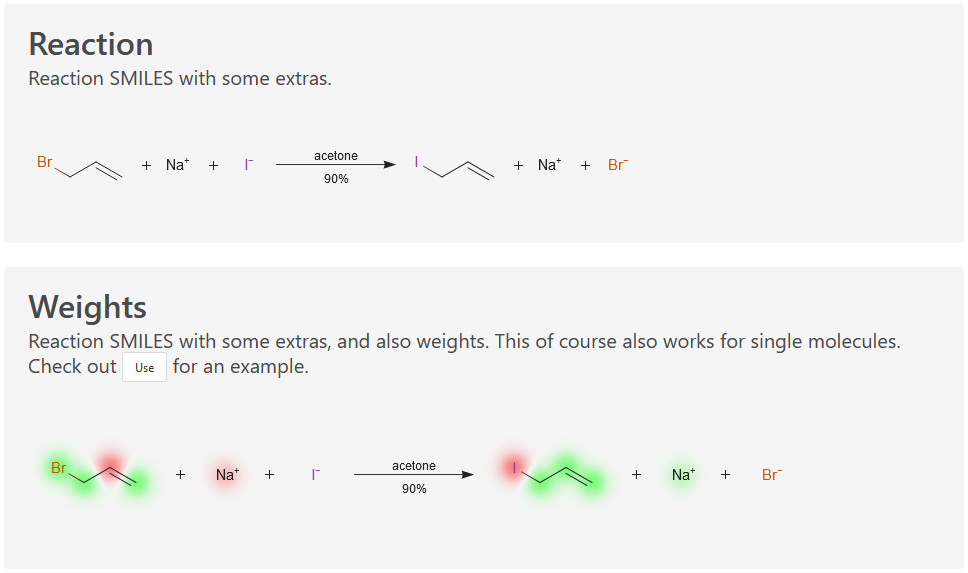 Reaction
Reaction SMILES with some extras.
Br + Na⁺ + I⁻ acetone 90% I + Na⁺ + Br⁻
Weights
Reaction SMILES with some extras, and also weights. This of course also works for single molecules.
Check out Use for an example.
Br + Na⁺ + I⁻ acetone 90% I + Na⁺ + Br⁻